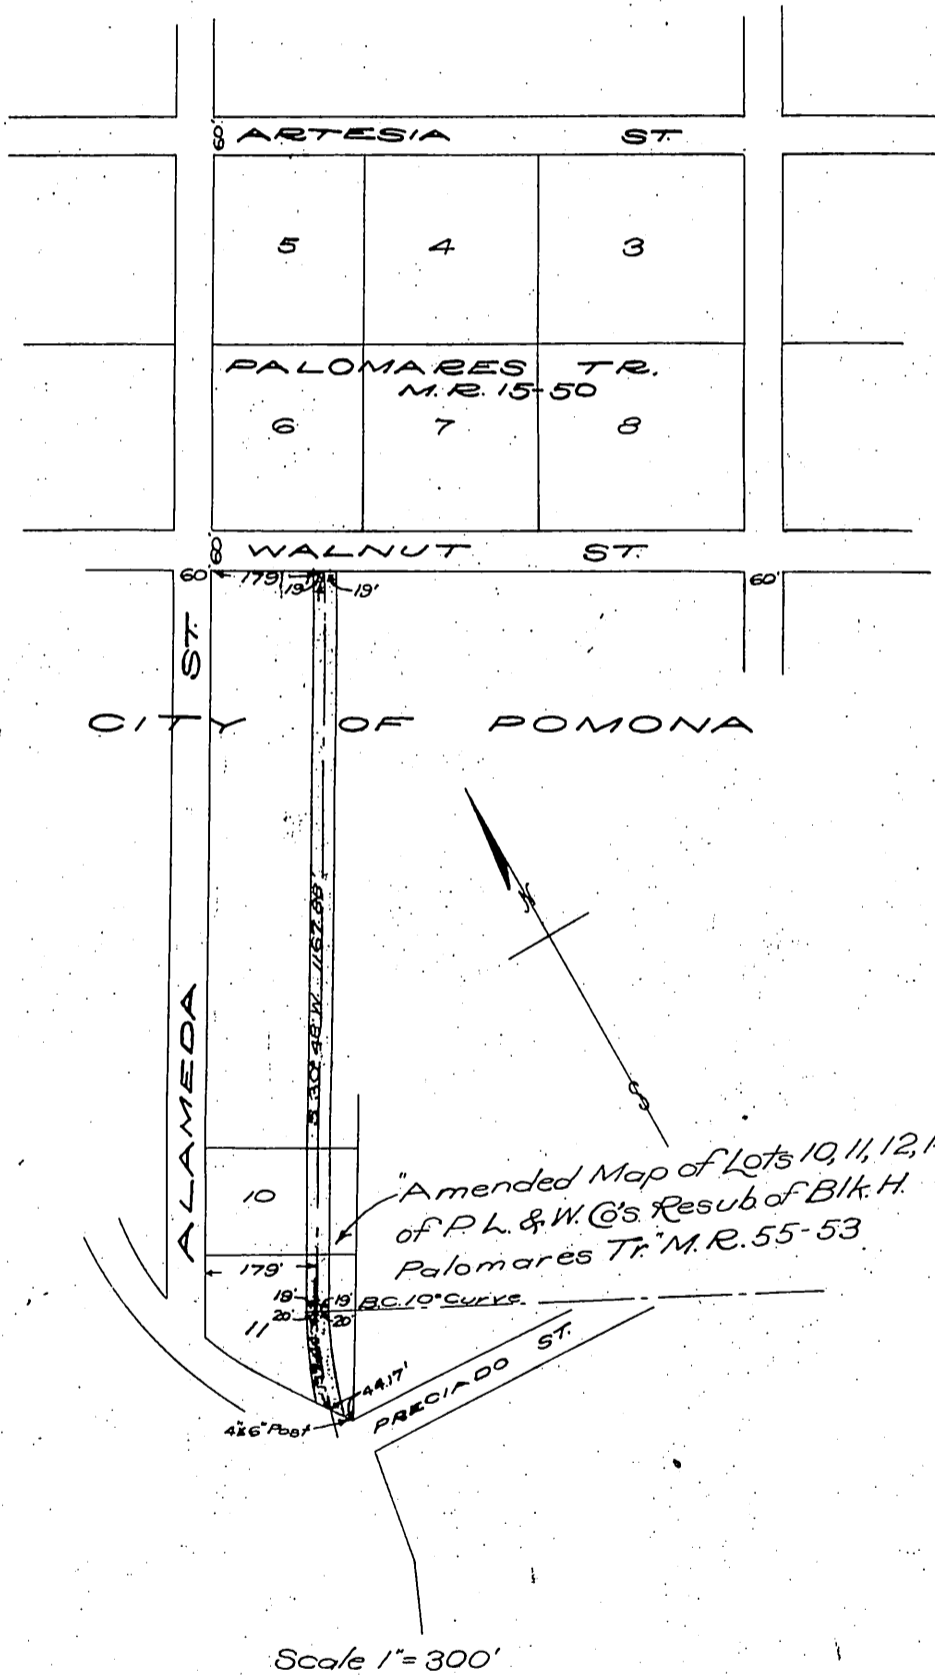 60'
ARTESIA ST.
5 4 3
PALOMARES TR.
M.R. 15-50
6 7 8
60'
WALNUT ST.
60' 179' 19' 19' 60'
ALAMEDA ST.
CITY OF POMONA
S. 30° 48' W. 1167.88'
N
S
"Amended Map of Lots 10, 11, 12, 1
of P. L. & W. Co's. Resub. of Blk. H.
Palomares Tr." M.R. 55-53
10
179'
19' 19' B.C. 10° Curve
20' 20'
11
44.17'
4"x6" Post
PRECIADO ST.
Scale 1"= 300'